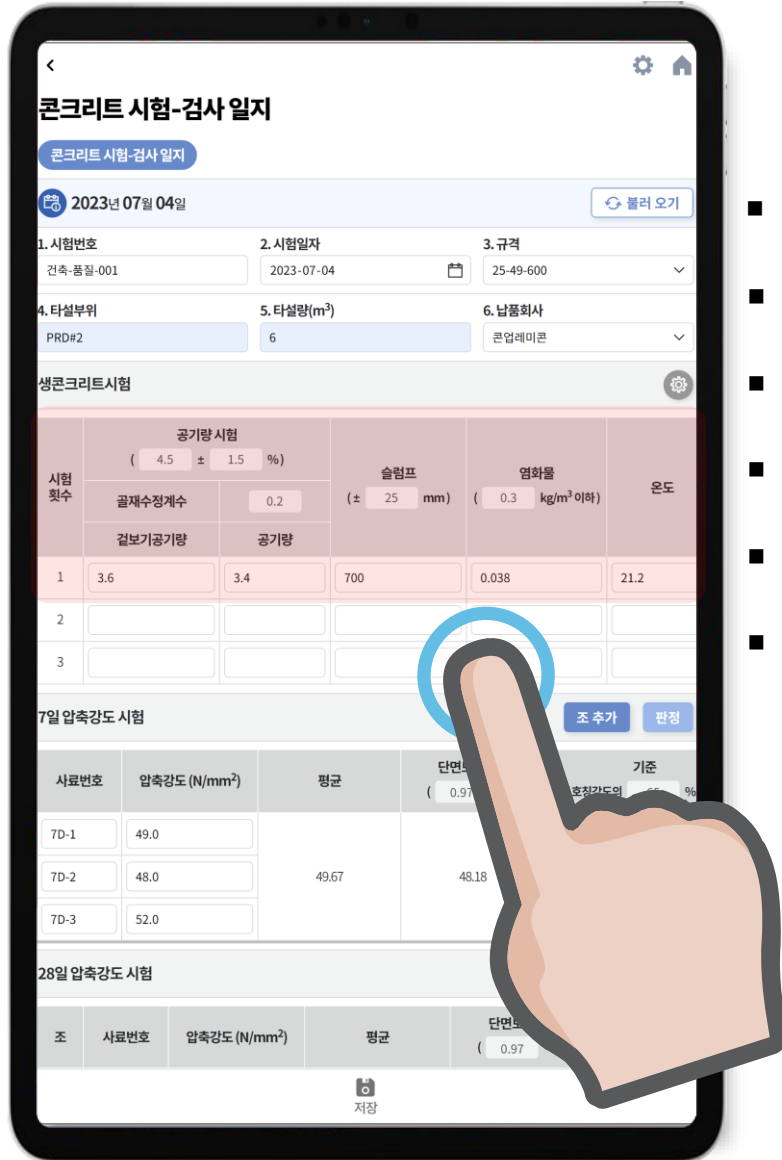 콘크리트 시험-검사 일지
콘크리트 시험-검사 일지
2023년 07월 04일
불러 오기
1. 시험번호 2. 시험일자 3. 규격
건축-품질-001 2023-07-04 25-49-600
4. 타설부위 5. 타설량(m³) 6. 납품회사
PRD#2 6 콘업레미콘
생콘크리트시험
시험횟수 공기량 시험 ( 4.5 ± 1.5 %) 슬럼프 (± 25 mm) 염화물 ( 0.3 kg/m³ 이하) 온도
골재수정계수 0.2
겉보기공기량 공기량
1 3.6 3.4 700 0.038 21.2
2
3
7일 압축강도 시험 조 추가 판정
사료번호 압축강도 (N/mm²) 평균 ( 0.97 기준 %
7D-1 49.0
7D-2 48.0 49.67 48.18
7D-3 52.0
28일 압축강도 시험
조 사료번호 압축강도 (N/mm²) 평균 ( 0.97
저장